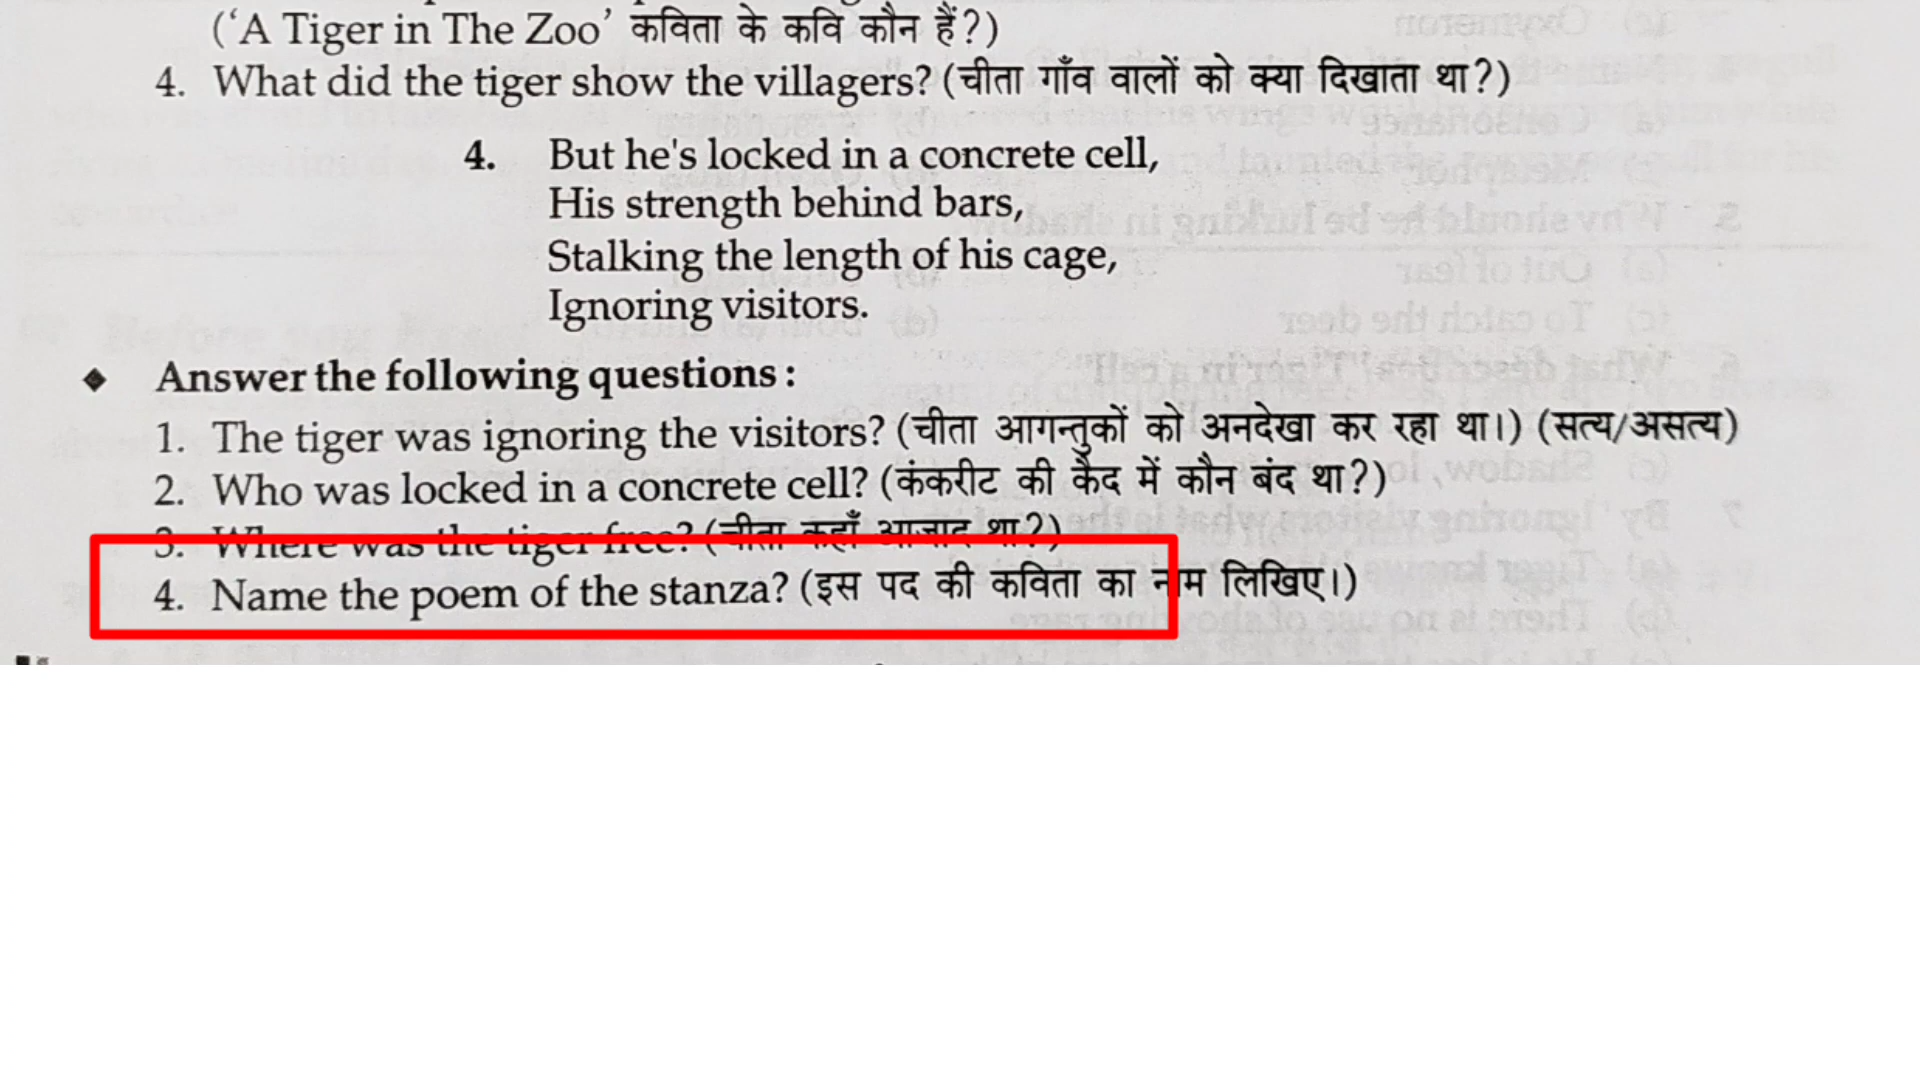 ('A Tiger in The Zoo' कविता के कवि कौन हैं?)
4. What did the tiger show the villagers? (चीता गाँव वालों को क्या दिखाता था?)
4. But he's locked in a concrete cell,
His strength behind bars,
Stalking the length of his cage,
Ignoring visitors.
◆ Answer the following questions :
1. The tiger was ignoring the visitors? (चीता आगन्तुकों को अनदेखा कर रहा था।) (सत्य/असत्य)
2. Who was locked in a concrete cell? (कंकरीट की कैद में कौन बंद था?)
3. Where was the tiger free? (चीता कहाँ आजाद था?)
4. Name the poem of the stanza? (इस पद की कविता का नाम लिखिए।)